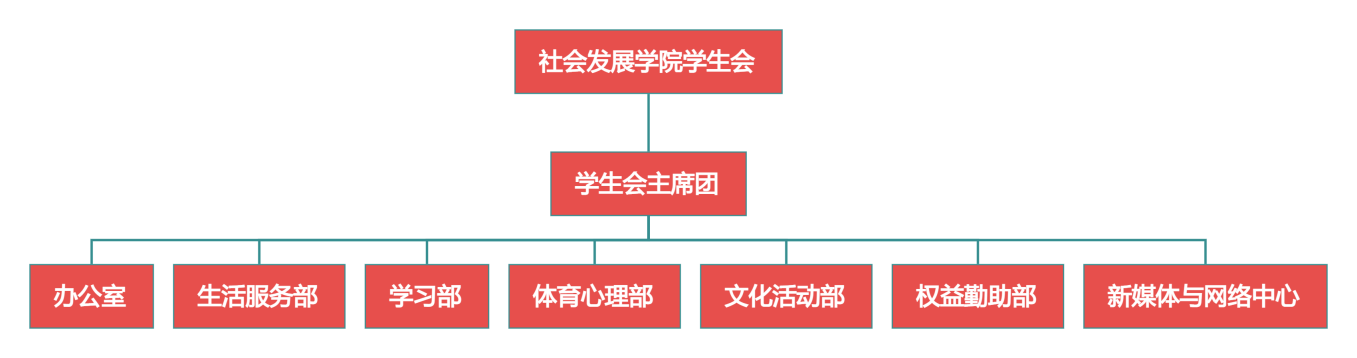 社会发展学院学生会
学生会主席团
办公室
生活服务部
学习部
体育心理部
文化活动部
权益勤助部
新媒体与网络中心